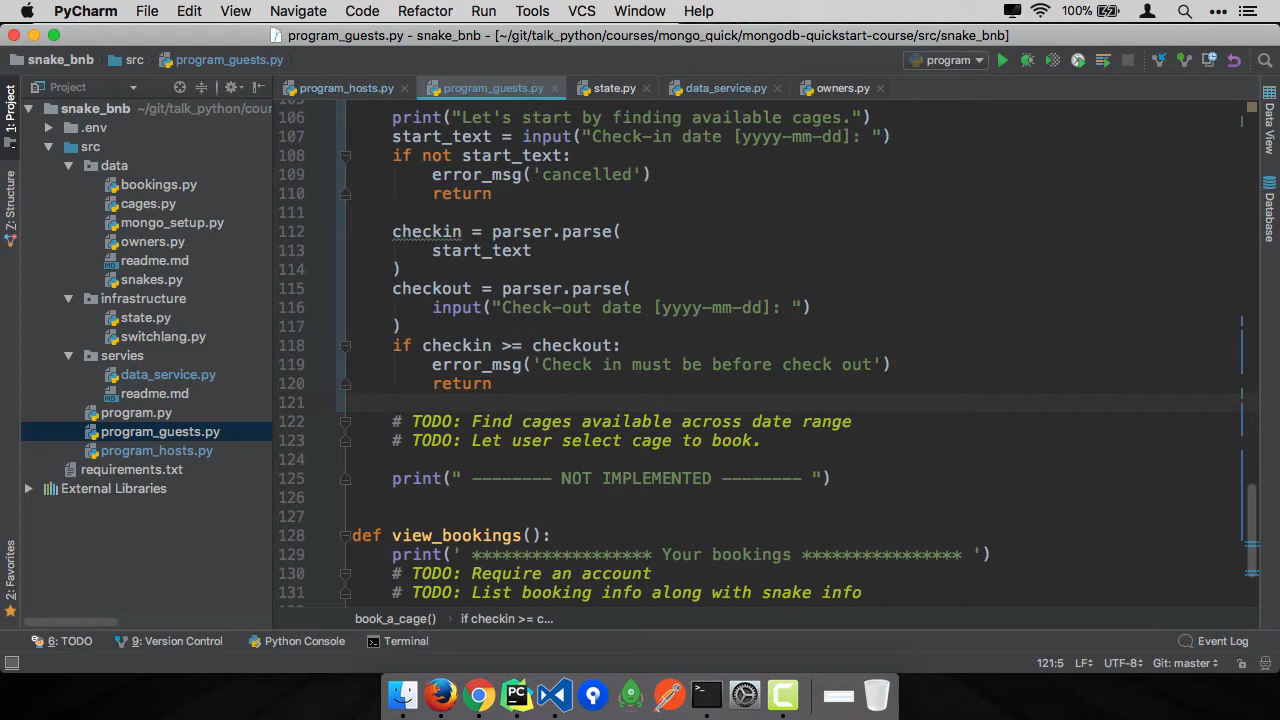 PyCharm File Edit View Navigate Code Refactor Run Tools VCS Window Help 100%
program_guests.py - snake_bnb - [~/git/talk_python/courses/mongo_quick/mongodb-quickstart-course/src/snake_bnb]
snake_bnb src program_guests.py program
Project program_hosts.py program_guests.py state.py data_service.py owners.py
1: Project
7: Structure
2: Favorites
Data View
Database
snake_bnb ~/git/talk_python/cour
.env
src
data
bookings.py
cages.py
mongo_setup.py
owners.py
readme.md
snakes.py
infrastructure
state.py
switchlang.py
servies
data_service.py
readme.md
program.py
program_guests.py
program_hosts.py
requirements.txt
External Libraries
105
106 print("Let's start by finding available cages.")
107 start_text = input("Check-in date [yyyy-mm-dd]: ")
108 if not start_text:
109 error_msg('cancelled')
110 return
111
112 checkin = parser.parse(
113 start_text
114 )
115 checkout = parser.parse(
116 input("Check-out date [yyyy-mm-dd]: ")
117 )
118 if checkin >= checkout:
119 error_msg('Check in must be before check out')
120 return
121
122 # TODO: Find cages available across date range
123 # TODO: Let user select cage to book.
124
125 print(" -------- NOT IMPLEMENTED -------- ")
126
127
128 def view_bookings():
129 print(' ****************** Your bookings **************** ')
130 # TODO: Require an account
131 # TODO: List booking info along with snake info
book_a_cage() if checkin >= c...
6: TODO 9: Version Control Python Console Terminal Event Log
121:5 LF÷ UTF-8÷ Git: master÷